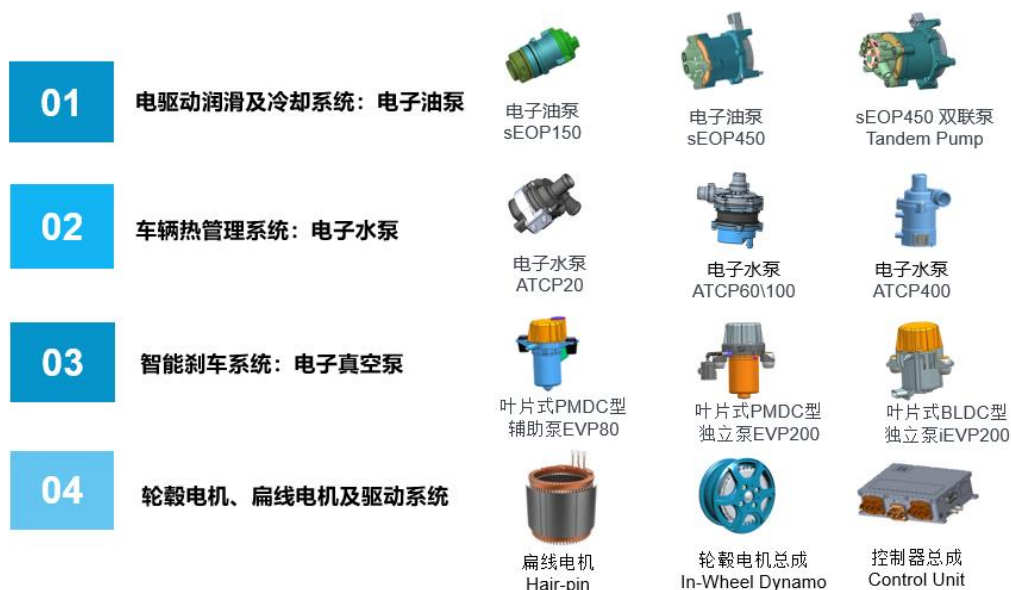 01
电驱动润滑及冷却系统：电子油泵
电子油泵
sEOP150
电子油泵
sEOP450
sEOP450 双联泵
Tandem Pump
02
车辆热管理系统：电子水泵
电子水泵
ATCP20
电子水泵
ATCP60\100
电子水泵
ATCP400
03
智能刹车系统：电子真空泵
叶片式PMDC型
辅助泵EVP80
叶片式PMDC型
独立泵EVP200
叶片式BLDC型
独立泵iEVP200
04
轮毂电机、扁线电机及驱动系统
扁线电机
Hair-pin
轮毂电机总成
In-Wheel Dynamo
控制器总成
Control Unit